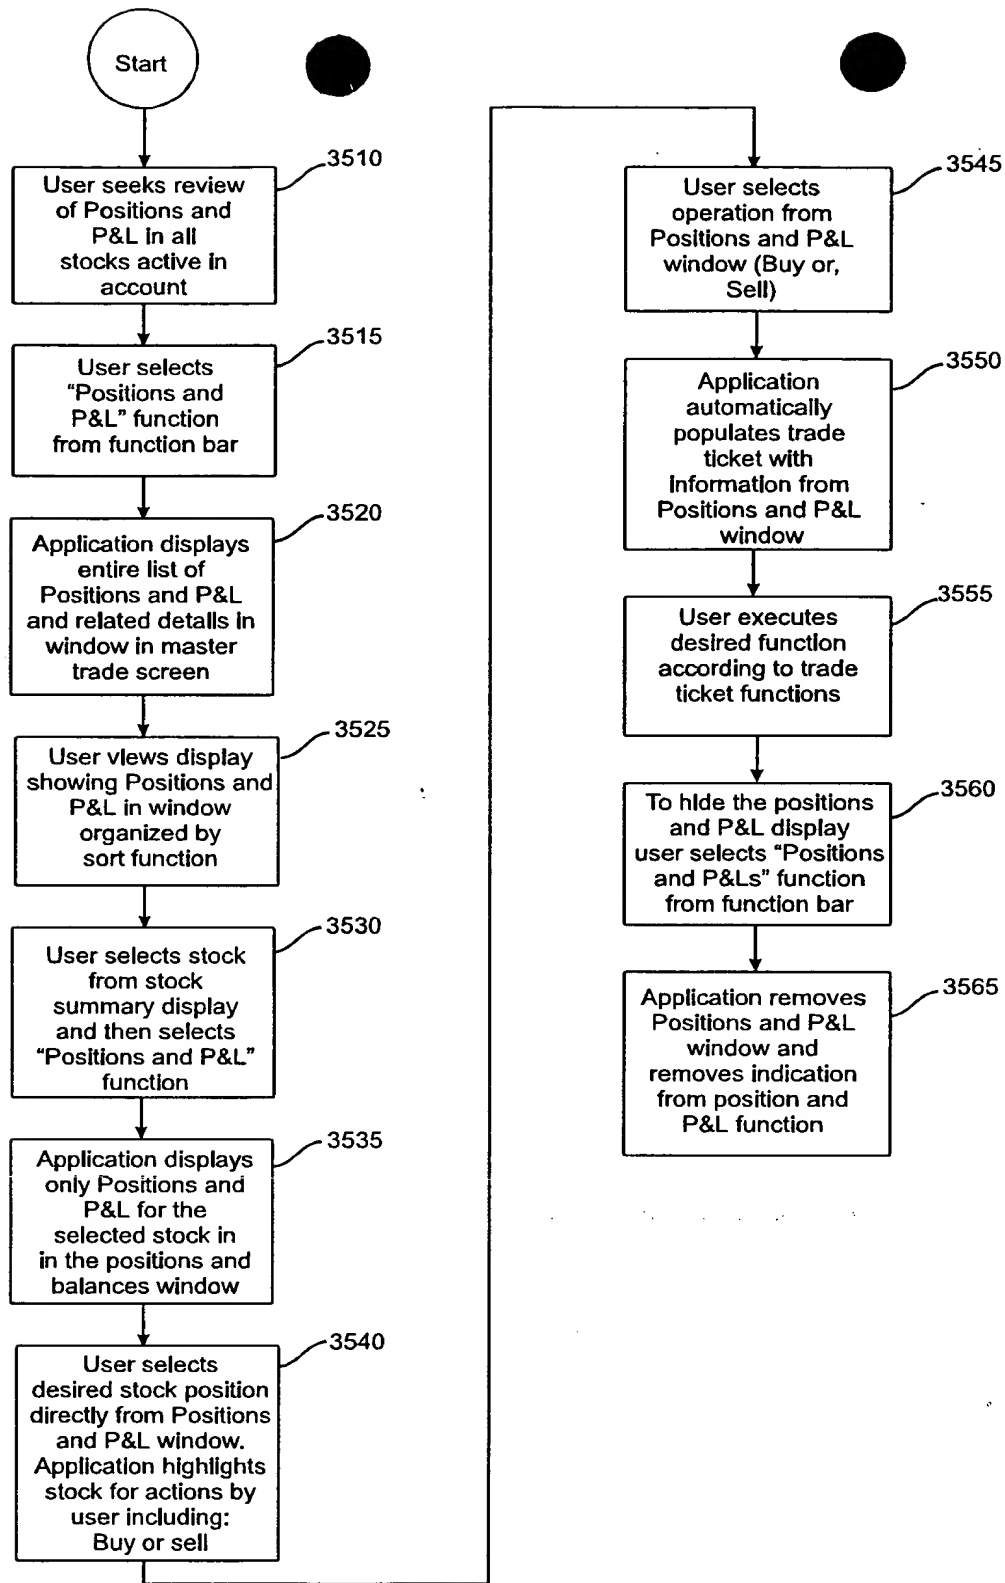 Start
3510
User seeks review
of Positions and
P&L in all
stocks active in
account
3515
User selects
“Positions and
P&L” function
from function bar
3520
Application displays
entire list of
Positions and P&L
and related details in
window in master
trade screen
3525
User views display
showing Positions and
P&L in window
organized by
sort function
3530
User selects stock
from stock
summary display
and then selects
“Positions and P&L”
function
3535
Application displays
only Positions and
P&L for the
selected stock in
in the positions and
balances window
3540
User selects
desired stock position
directly from Positions
and P&L window.
Application highlights
stock for actions by
user including:
Buy or sell
3545
User selects
operation from
Positions and P&L
window (Buy or,
Sell)
3550
Application
automatically
populates trade
ticket with
information from
Positions and P&L
window
3555
User executes
desired function
according to trade
ticket functions
3560
To hide the positions
and P&L display
user selects “Positions
and P&Ls” function
from function bar
3565
Application removes
Positions and P&L
window and
removes indication
from position and
P&L function